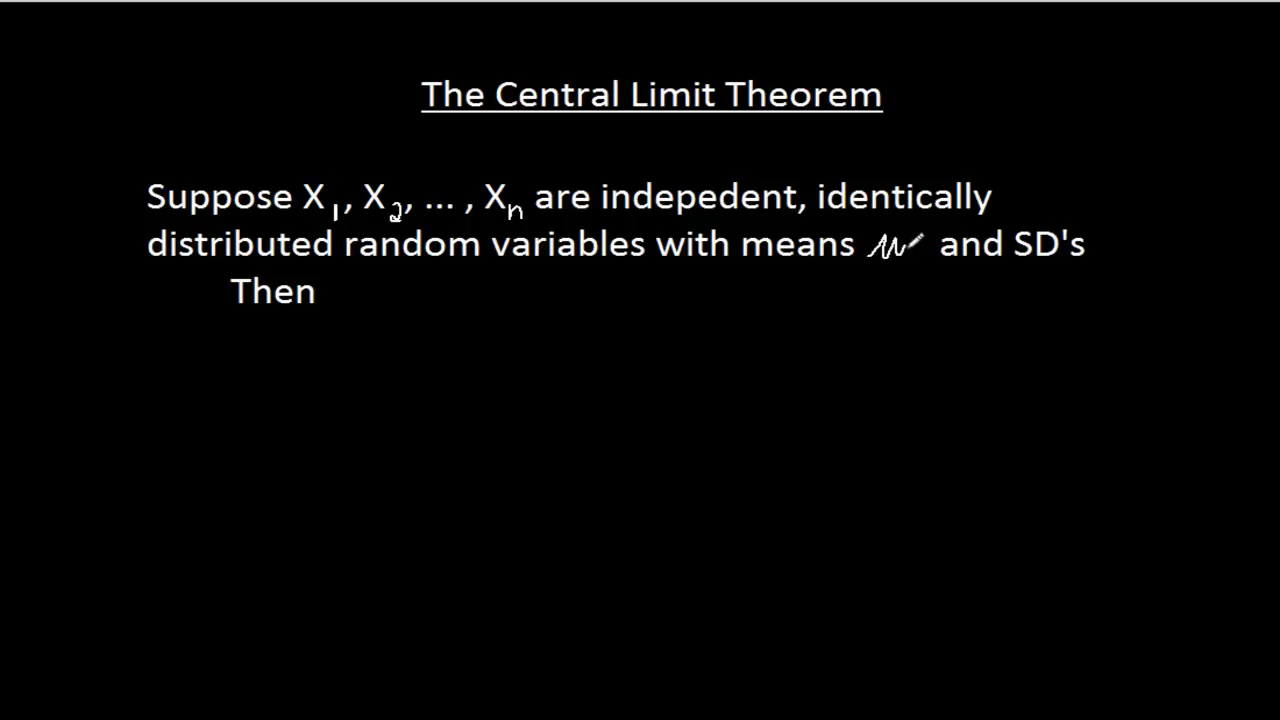 The Central Limit Theorem
Suppose X₁, X₂, ... , Xₙ are indepedent, identically
distributed random variables with means μ and SD's
Then